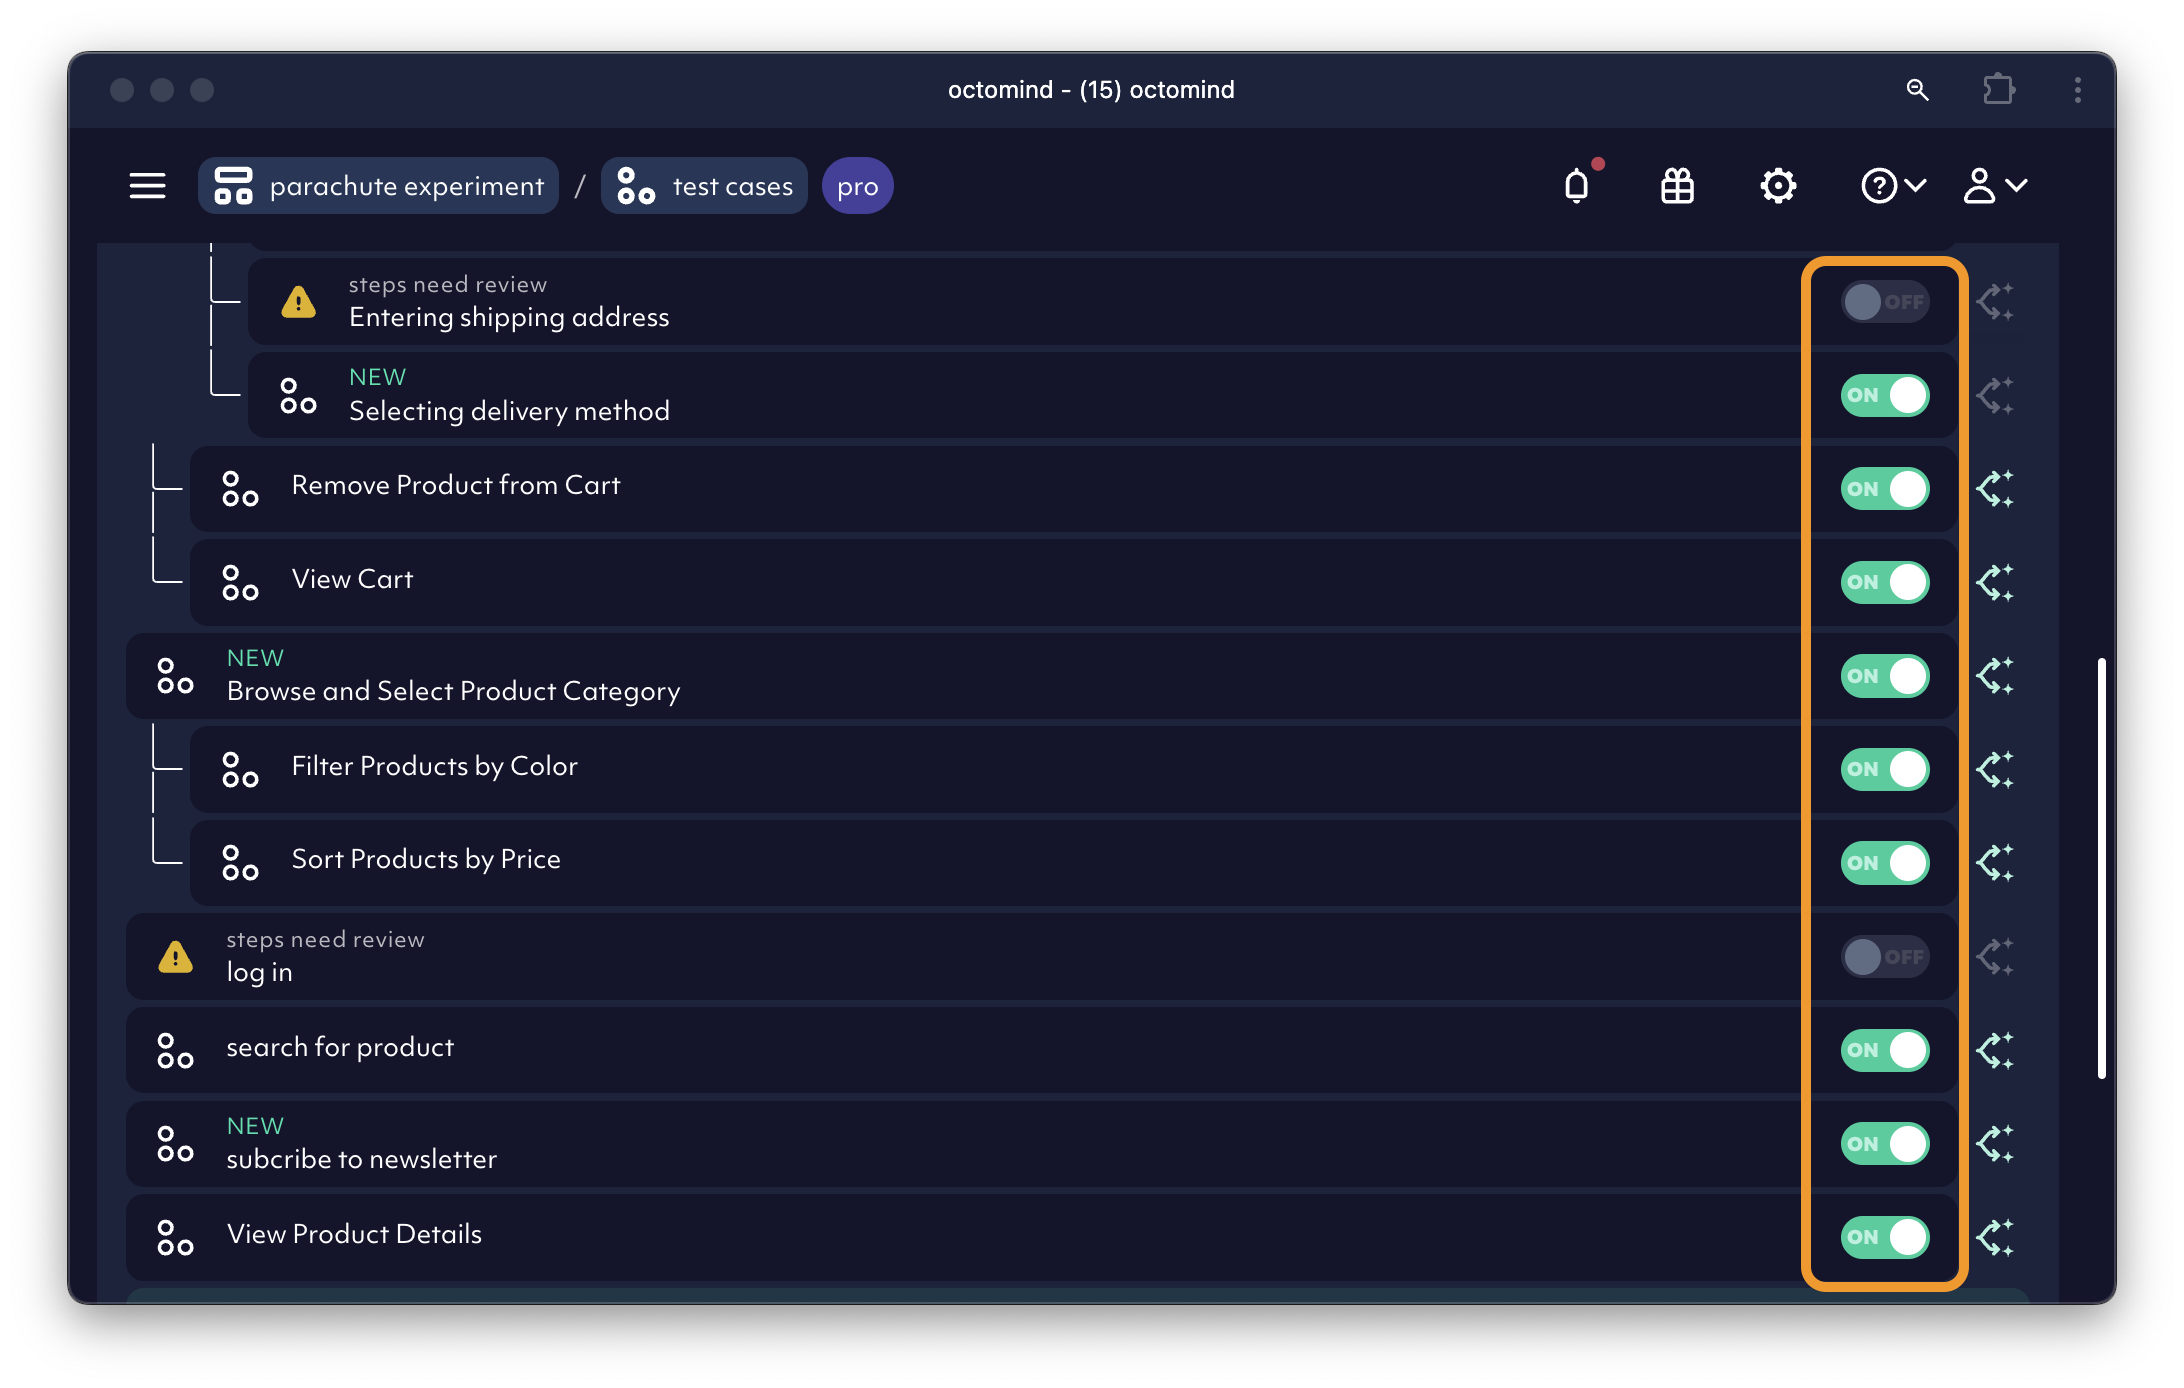 octomind - (15) octomind
parachute experiment / test cases pro
steps need review
Entering shipping address
OFF
NEW
Selecting delivery method
ON
Remove Product from Cart
ON
View Cart
ON
NEW
Browse and Select Product Category
ON
Filter Products by Color
ON
Sort Products by Price
ON
steps need review
log in
OFF
search for product
ON
NEW
subcribe to newsletter
ON
View Product Details
ON